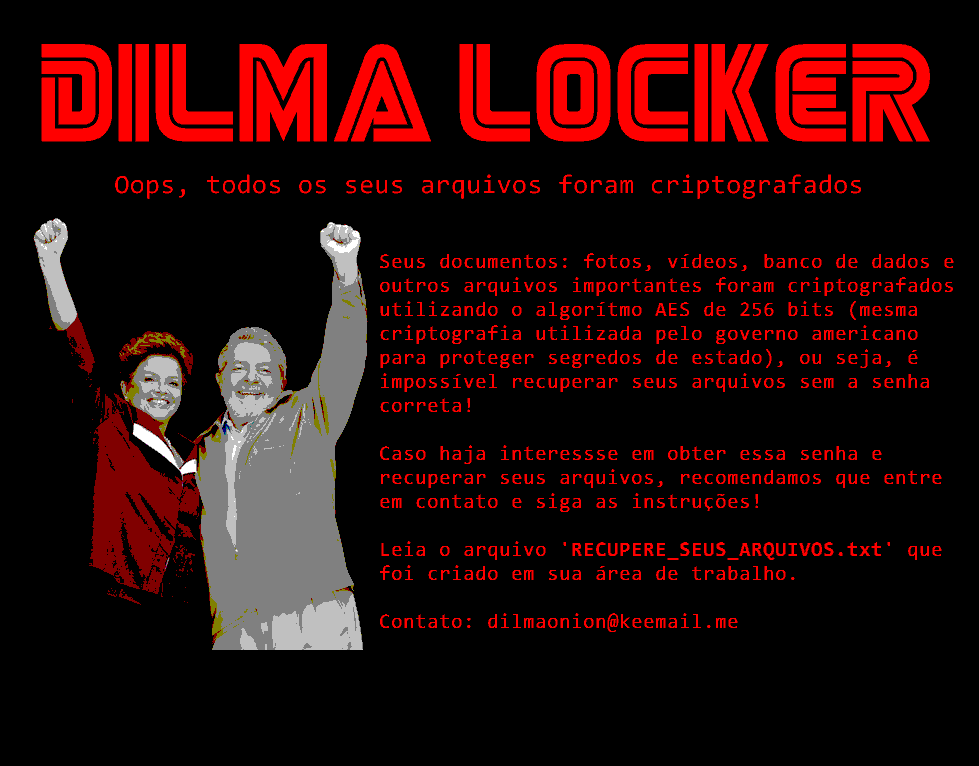 DILMA LOCKER
Oops, todos os seus arquivos foram criptografados
Seus documentos: fotos, vídeos, banco de dados e
outros arquivos importantes foram criptografados
utilizando o algorítmo AES de 256 bits (mesma
criptografia utilizada pelo governo americano
para proteger segredos de estado), ou seja, é
impossível recuperar seus arquivos sem a senha
correta!
Caso haja interessse em obter essa senha e
recuperar seus arquivos, recomendamos que entre
em contato e siga as instruções!
Leia o arquivo 'RECUPERE_SEUS_ARQUIVOS.txt' que
foi criado em sua área de trabalho.
Contato: dilmaonion@keemail.me